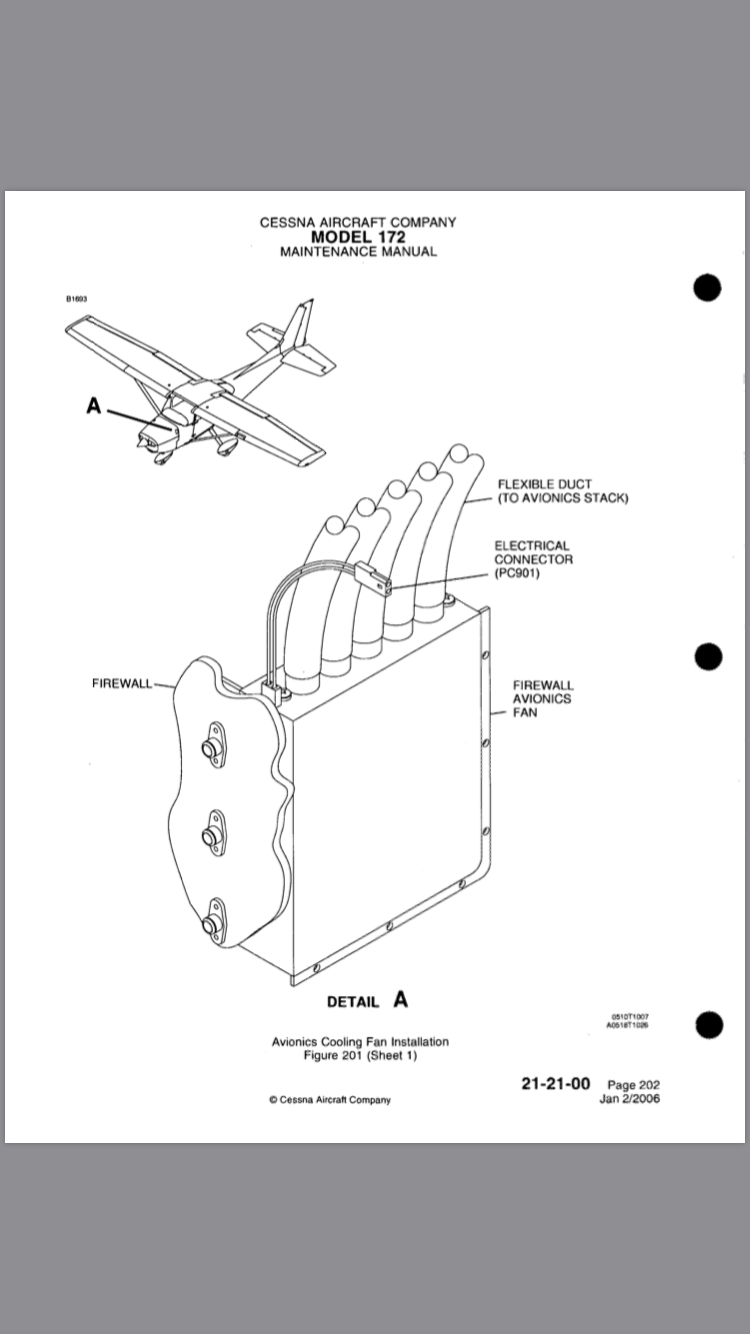 CESSNA AIRCRAFT COMPANY
MODEL 172
MAINTENANCE MANUAL
B1693
A
FLEXIBLE DUCT
(TO AVIONICS STACK)
ELECTRICAL
CONNECTOR
(PC901)
FIREWALL
FIREWALL
AVIONICS
FAN
DETAIL A
0510T1007
A0518T1026
Avionics Cooling Fan Installation
Figure 201 (Sheet 1)
21-21-00 Page 202
© Cessna Aircraft Company
Jan 2/2006